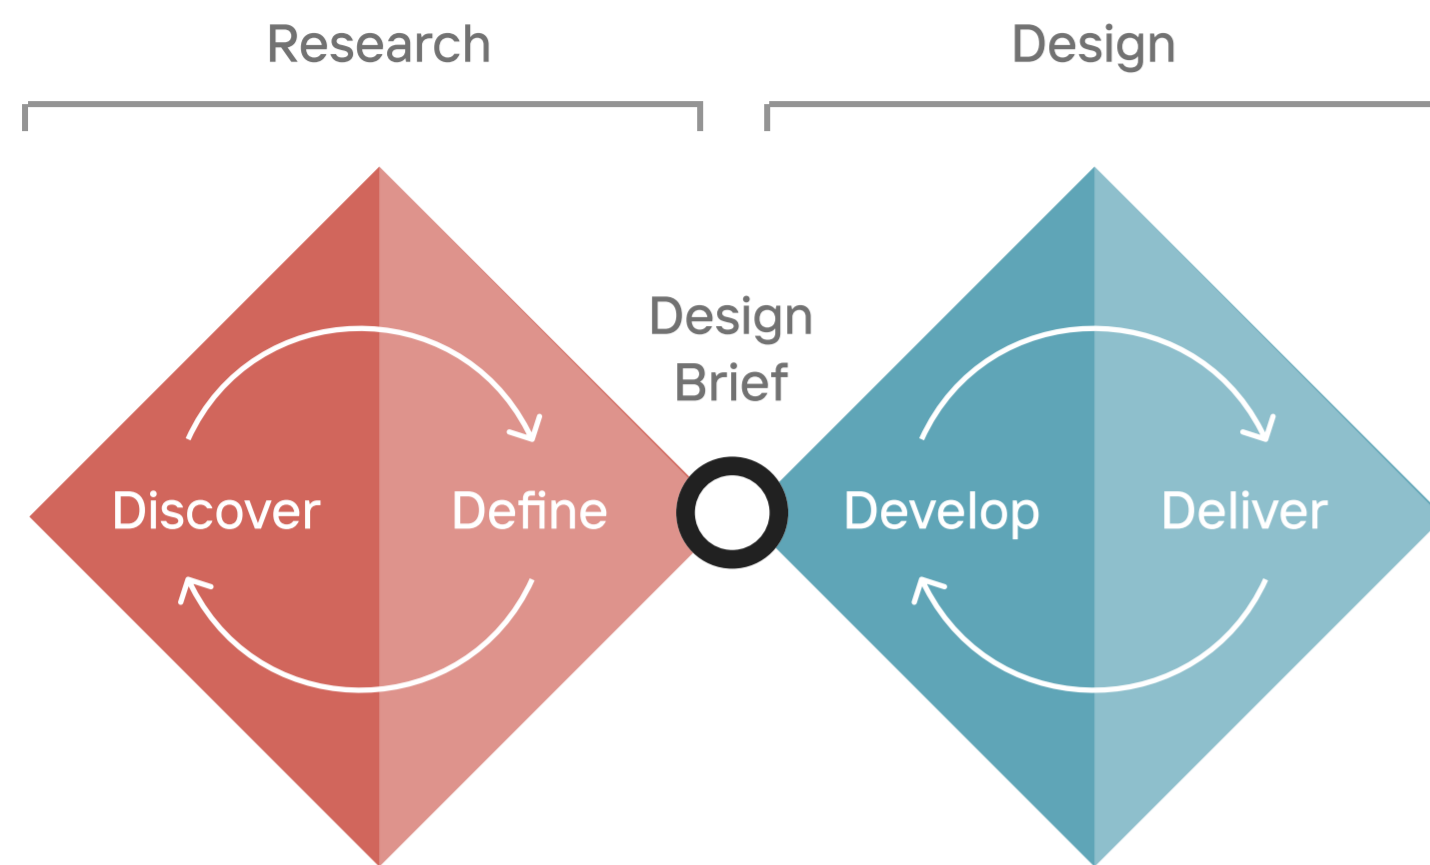 Research
Design
Design
Brief
Discover
Define
Develop
Deliver